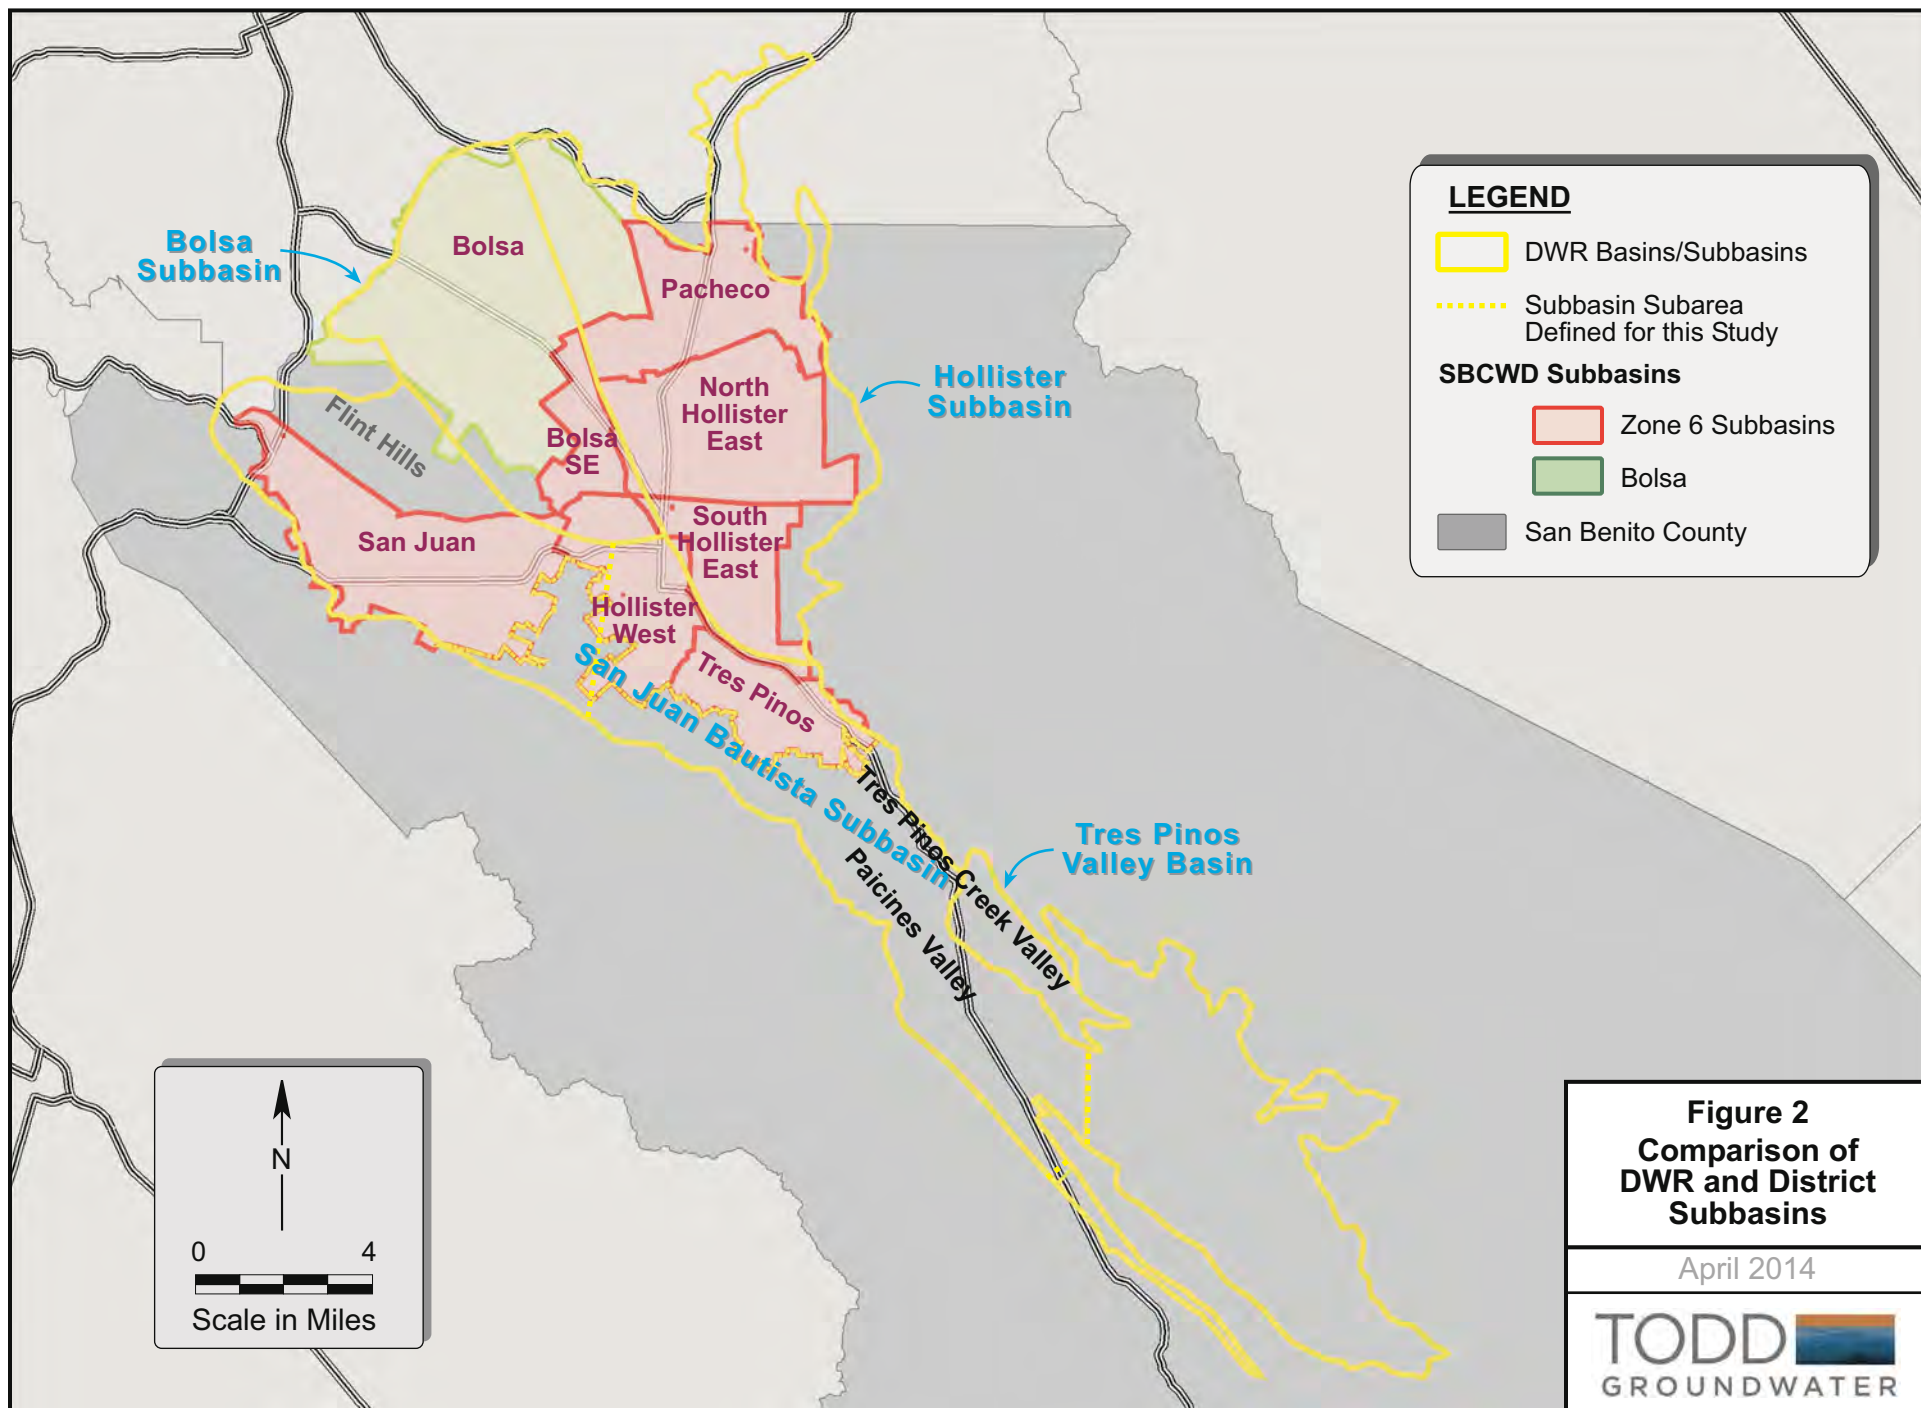 Bolsa
Subbasin
Bolsa
Pacheco
Hollister
Subbasin
North
Hollister
East
Flint Hills
Bolsa
SE
San Juan
South
Hollister
East
Hollister
West
Tres Pinos
San Juan Bautista Subbasin
Tres Pinos Creek Valley
Paicines Valley
Tres Pinos
Valley Basin
LEGEND
DWR Basins/Subbasins
Subbasin Subarea
Defined for this Study
SBCWD Subbasins
Zone 6 Subbasins
Bolsa
San Benito County
N
0 4
Scale in Miles
Figure 2
Comparison of
DWR and District
Subbasins
April 2014
TODD
GROUNDWATER